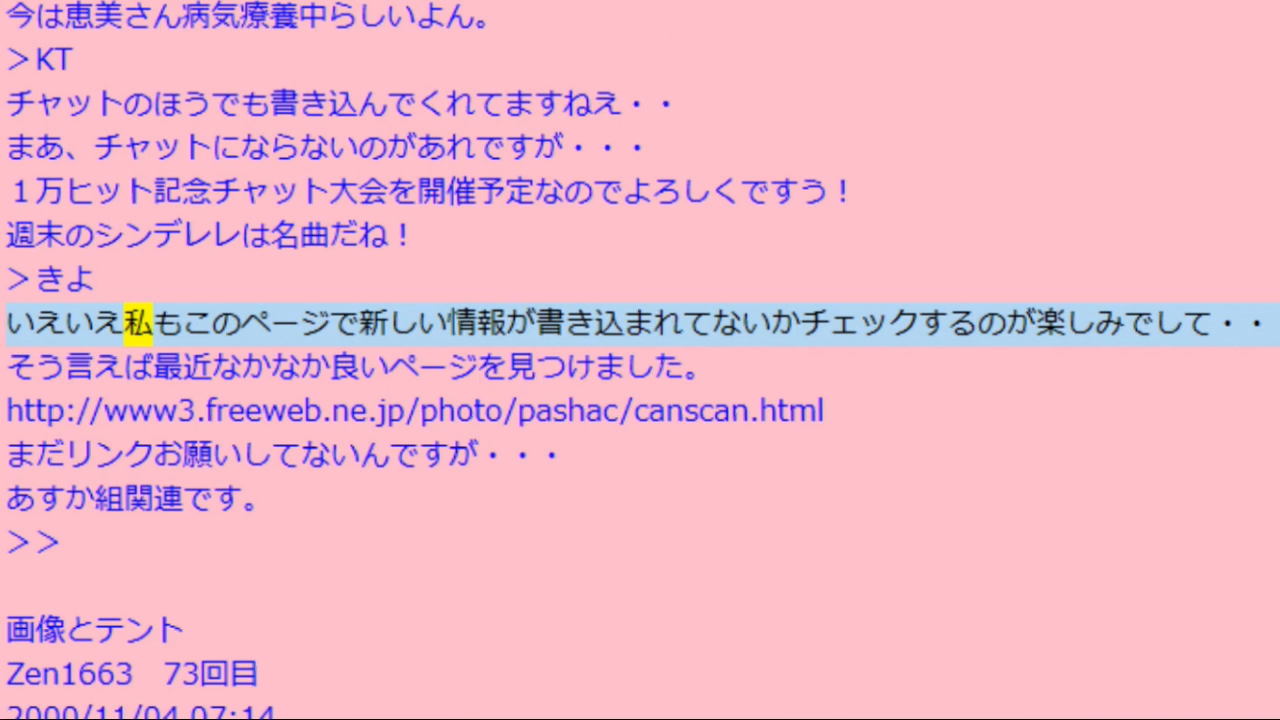 今は恵美さん病気療養中らしいよん。
＞KT
チャットのほうでも書き込んでくれてますねえ・・
まあ、チャットにならないのがあれですが・・・
１万ヒット記念チャット大会を開催予定なのでよろしくですう！
週末のシンデレレは名曲だね！
＞きよ
いえいえ私もこのページで新しい情報が書き込まれてないかチェックするのが楽しみでして・・
そう言えば最近なかなか良いページを見つけました。
http://www3.freeweb.ne.jp/photo/pashac/canscan.html
まだリンクお願いしてないんですが・・・
あすか組関連です。
＞＞
画像とテント
Zen1663　73回目
2000/11/04 07:14